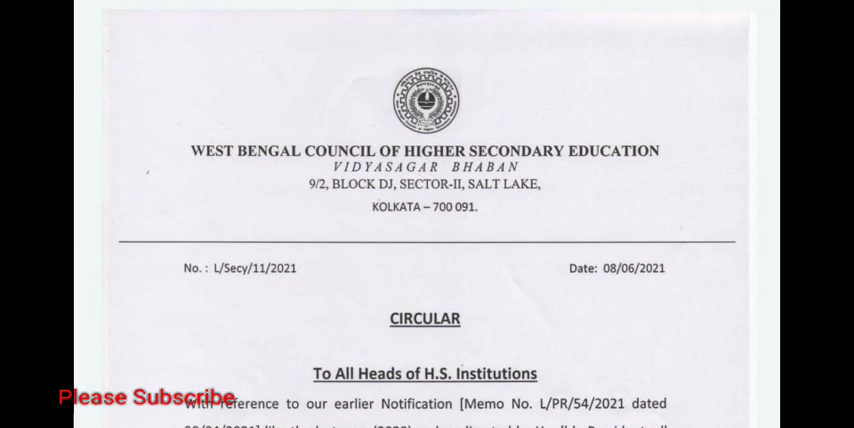 WEST BENGAL COUNCIL OF HIGHER SECONDARY EDUCATION
VIDYASAGAR BHABAN
9/2, BLOCK DJ, SECTOR-II, SALT LAKE,
KOLKATA – 700 091.
No. : L/Secy/11/2021 Date: 08/06/2021
CIRCULAR
To All Heads of H.S. Institutions
Please Subscribe
With reference to our earlier Notification [Memo No. L/PR/54/2021 dated